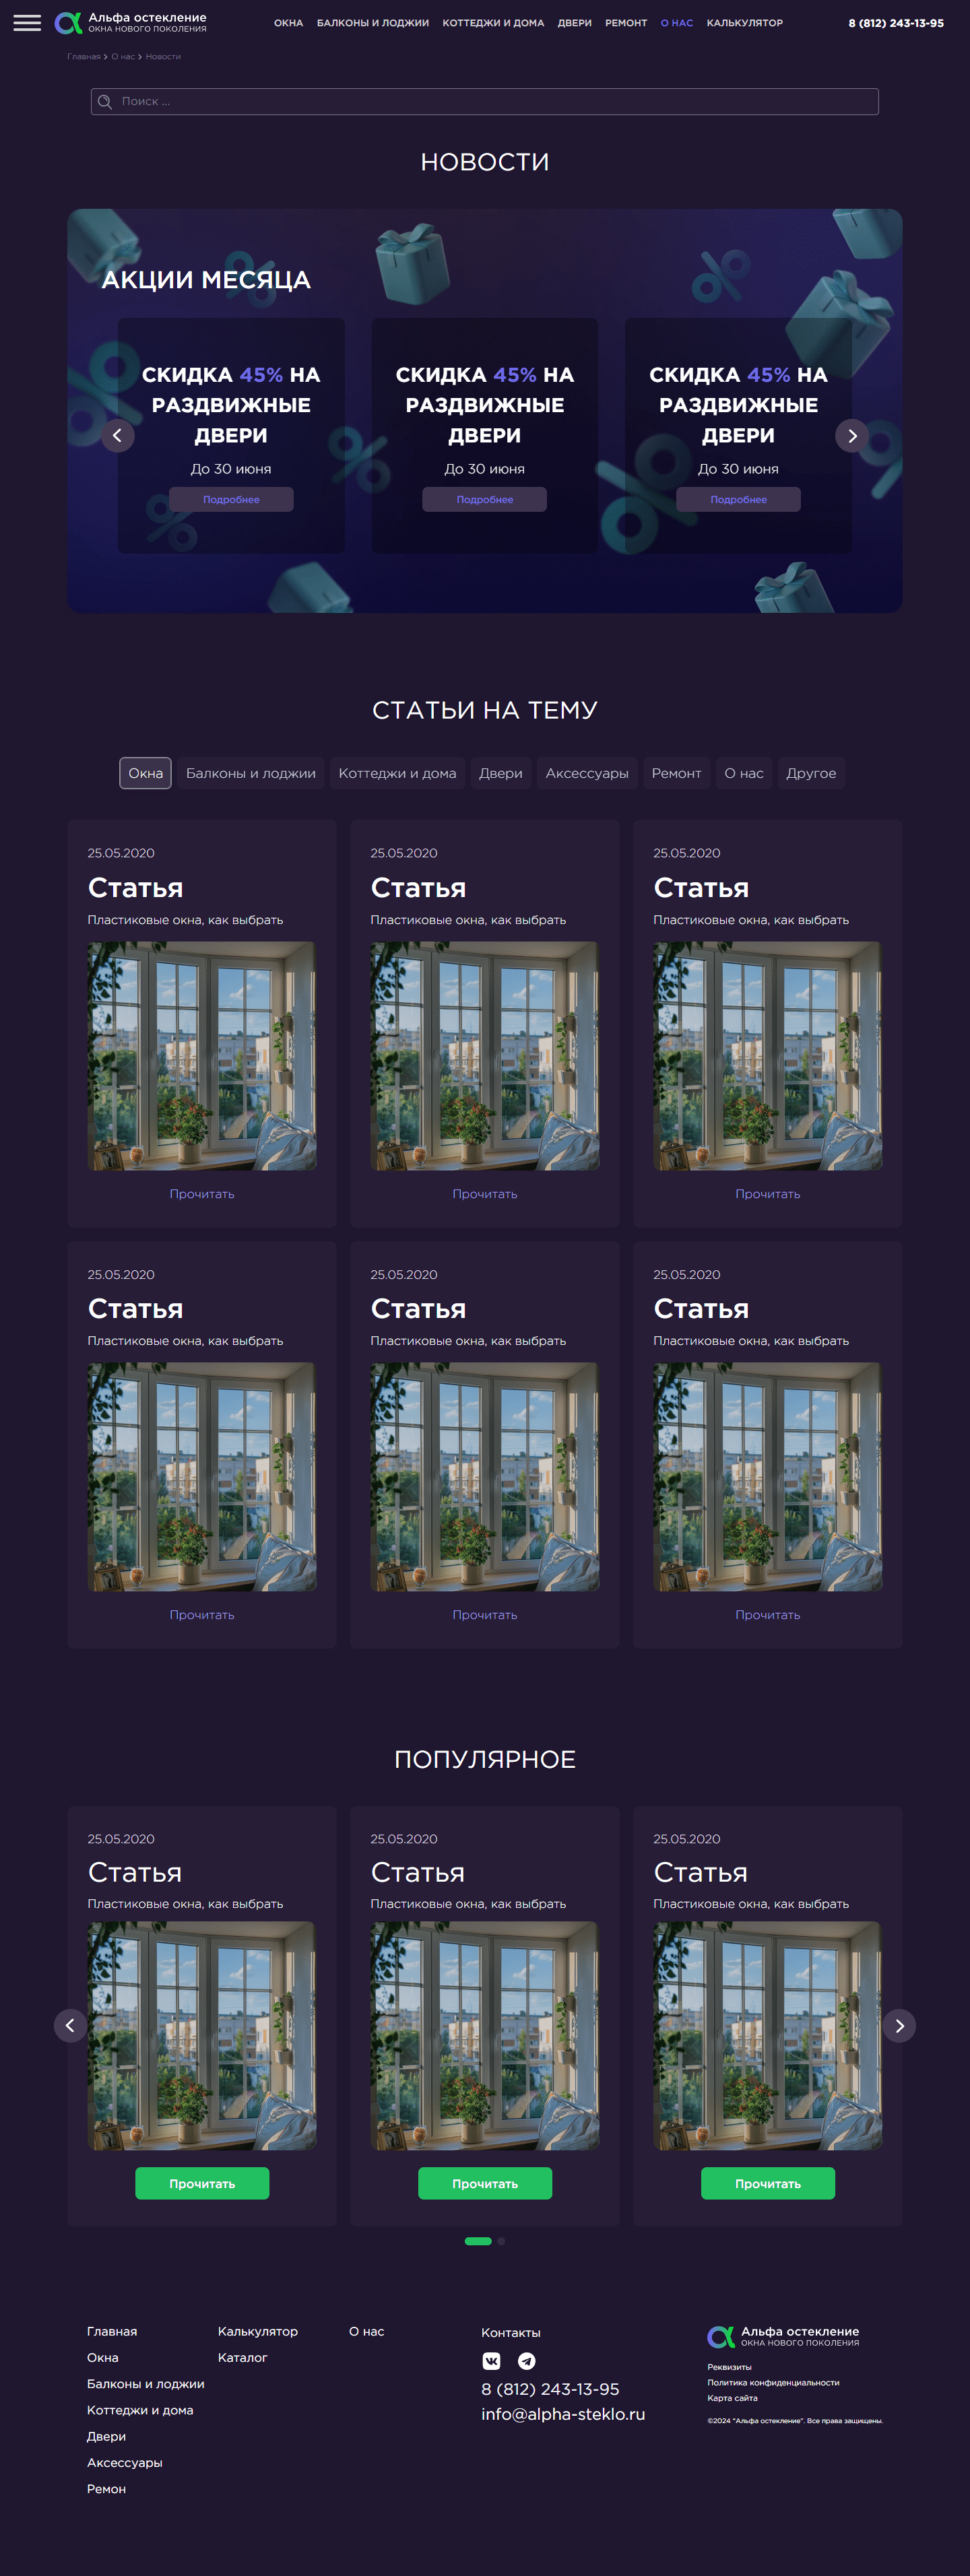 Альфа остекление
ОКНА НОВОГО ПОКОЛЕНИЯ
ОКНА БАЛКОНЫ И ЛОДЖИИ КОТТЕДЖИ И ДОМА ДВЕРИ РЕМОНТ О НАС КАЛЬКУЛЯТОР
8 (812) 243-13-95
Главная > О нас > Новости
Поиск ...
НОВОСТИ
АКЦИИ МЕСЯЦА
СКИДКА 45% НА
РАЗДВИЖНЫЕ
ДВЕРИ
До 30 июня
Подробнее
СКИДКА 45% НА
РАЗДВИЖНЫЕ
ДВЕРИ
До 30 июня
Подробнее
СКИДКА 45% НА
РАЗДВИЖНЫЕ
ДВЕРИ
До 30 июня
Подробнее
СТАТЬИ НА ТЕМУ
Окна Балконы и лоджии Коттеджи и дома Двери Аксессуары Ремонт О нас Другое
25.05.2020
Статья
Пластиковые окна, как выбрать
Прочитать
25.05.2020
Статья
Пластиковые окна, как выбрать
Прочитать
25.05.2020
Статья
Пластиковые окна, как выбрать
Прочитать
25.05.2020
Статья
Пластиковые окна, как выбрать
Прочитать
25.05.2020
Статья
Пластиковые окна, как выбрать
Прочитать
25.05.2020
Статья
Пластиковые окна, как выбрать
Прочитать
ПОПУЛЯРНОЕ
25.05.2020
Статья
Пластиковые окна, как выбрать
Прочитать
25.05.2020
Статья
Пластиковые окна, как выбрать
Прочитать
25.05.2020
Статья
Пластиковые окна, как выбрать
Прочитать
Главная
Окна
Балконы и лоджии
Коттеджи и дома
Двери
Аксессуары
Ремон
Калькулятор
Каталог
О нас
Контакты
8 (812) 243-13-95
info@alpha-steklo.ru
Альфа остекление
ОКНА НОВОГО ПОКОЛЕНИЯ
Реквизиты
Политика конфиденциальности
Карта сайта
©2024 "Альфа остекление". Все права защищены.